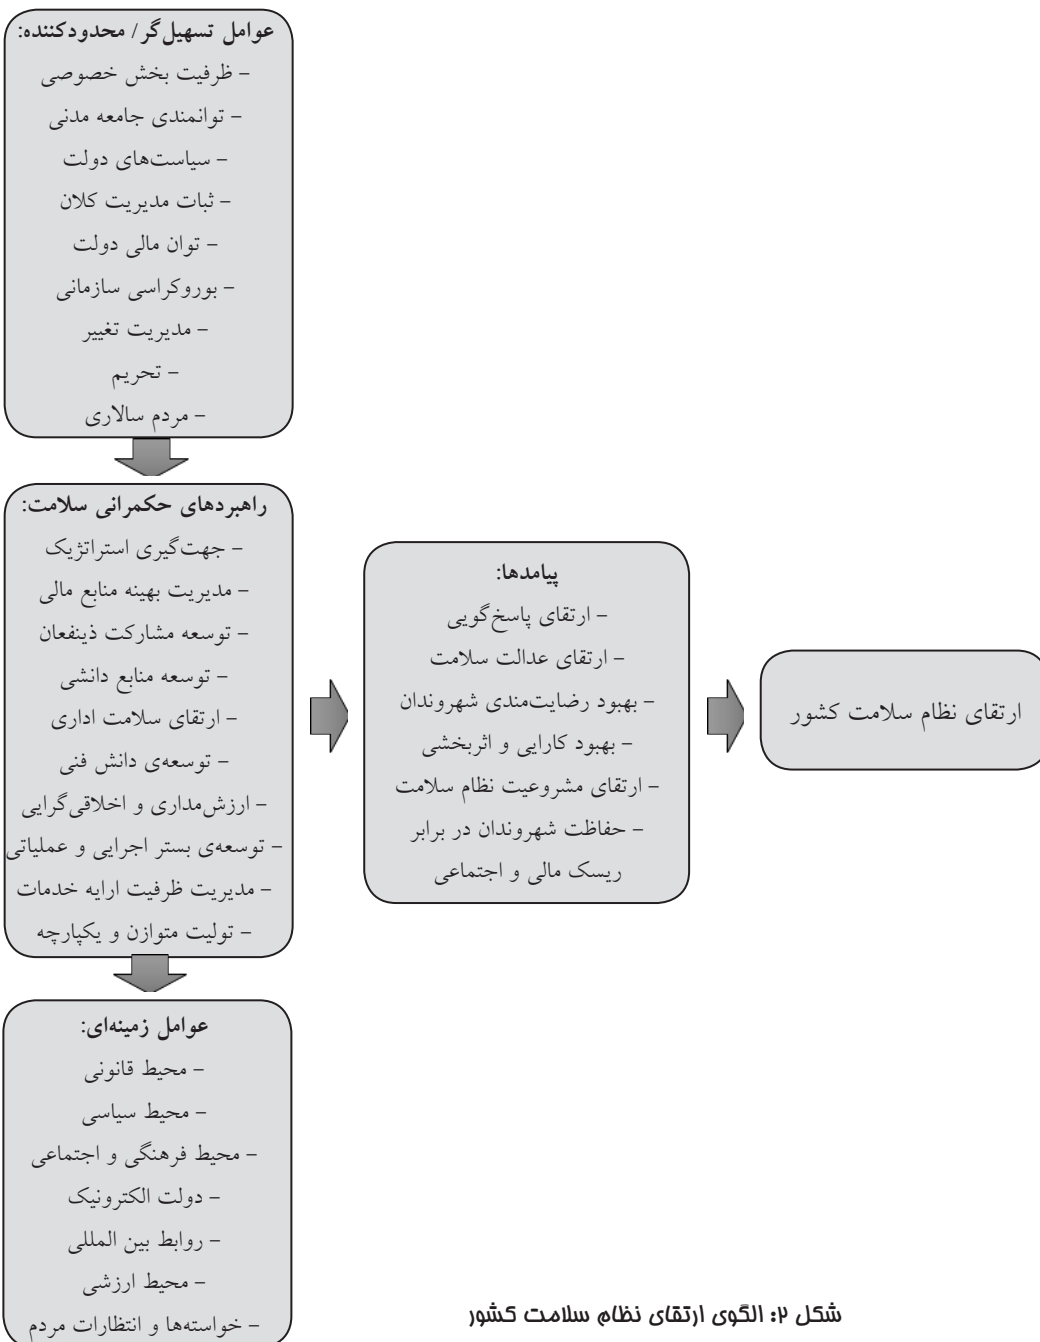 عوامل تسهیل‌گر/ محدودکننده:
- ظرفیت بخش خصوصی
- توانمندی جامعه مدنی
- سیاست‌های دولت
- ثبات مدیریت کلان
- توان مالی دولت
- بوروکراسی سازمانی
- مدیریت تغییر
- تحریم
- مردم سالاری
راهبردهای حکمرانی سلامت:
- جهت‌گیری استراتژیک
- مدیریت بهینه منابع مالی
- توسعه مشارکت ذینفعان
- توسعه منابع دانشی
- ارتقای سلامت اداری
- توسعه‌ی دانش فنی
- ارزش‌مداری و اخلاقی‌گرایی
- توسعه‌ی بستر اجرایی و عملیاتی
- مدیریت ظرفیت ارایه خدمات
- تولیت متوازن و یکپارچه
پیامدها:
- ارتقای پاسخ‌گویی
- ارتقای عدالت سلامت
- بهبود رضایت‌مندی شهروندان
- بهبود کارایی و اثربخشی
- ارتقای مشروعیت نظام سلامت
- حفاظت شهروندان در برابر
ریسک مالی و اجتماعی
ارتقای نظام سلامت کشور
عوامل زمینه‌ای:
- محیط قانونی
- محیط سیاسی
- محیط فرهنگی و اجتماعی
- دولت الکترونیک
- روابط بین المللی
- محیط ارزشی
- خواسته‌ها و انتظارات مردم
شکل ۲: الگوی ارتقای نظام سلامت کشور